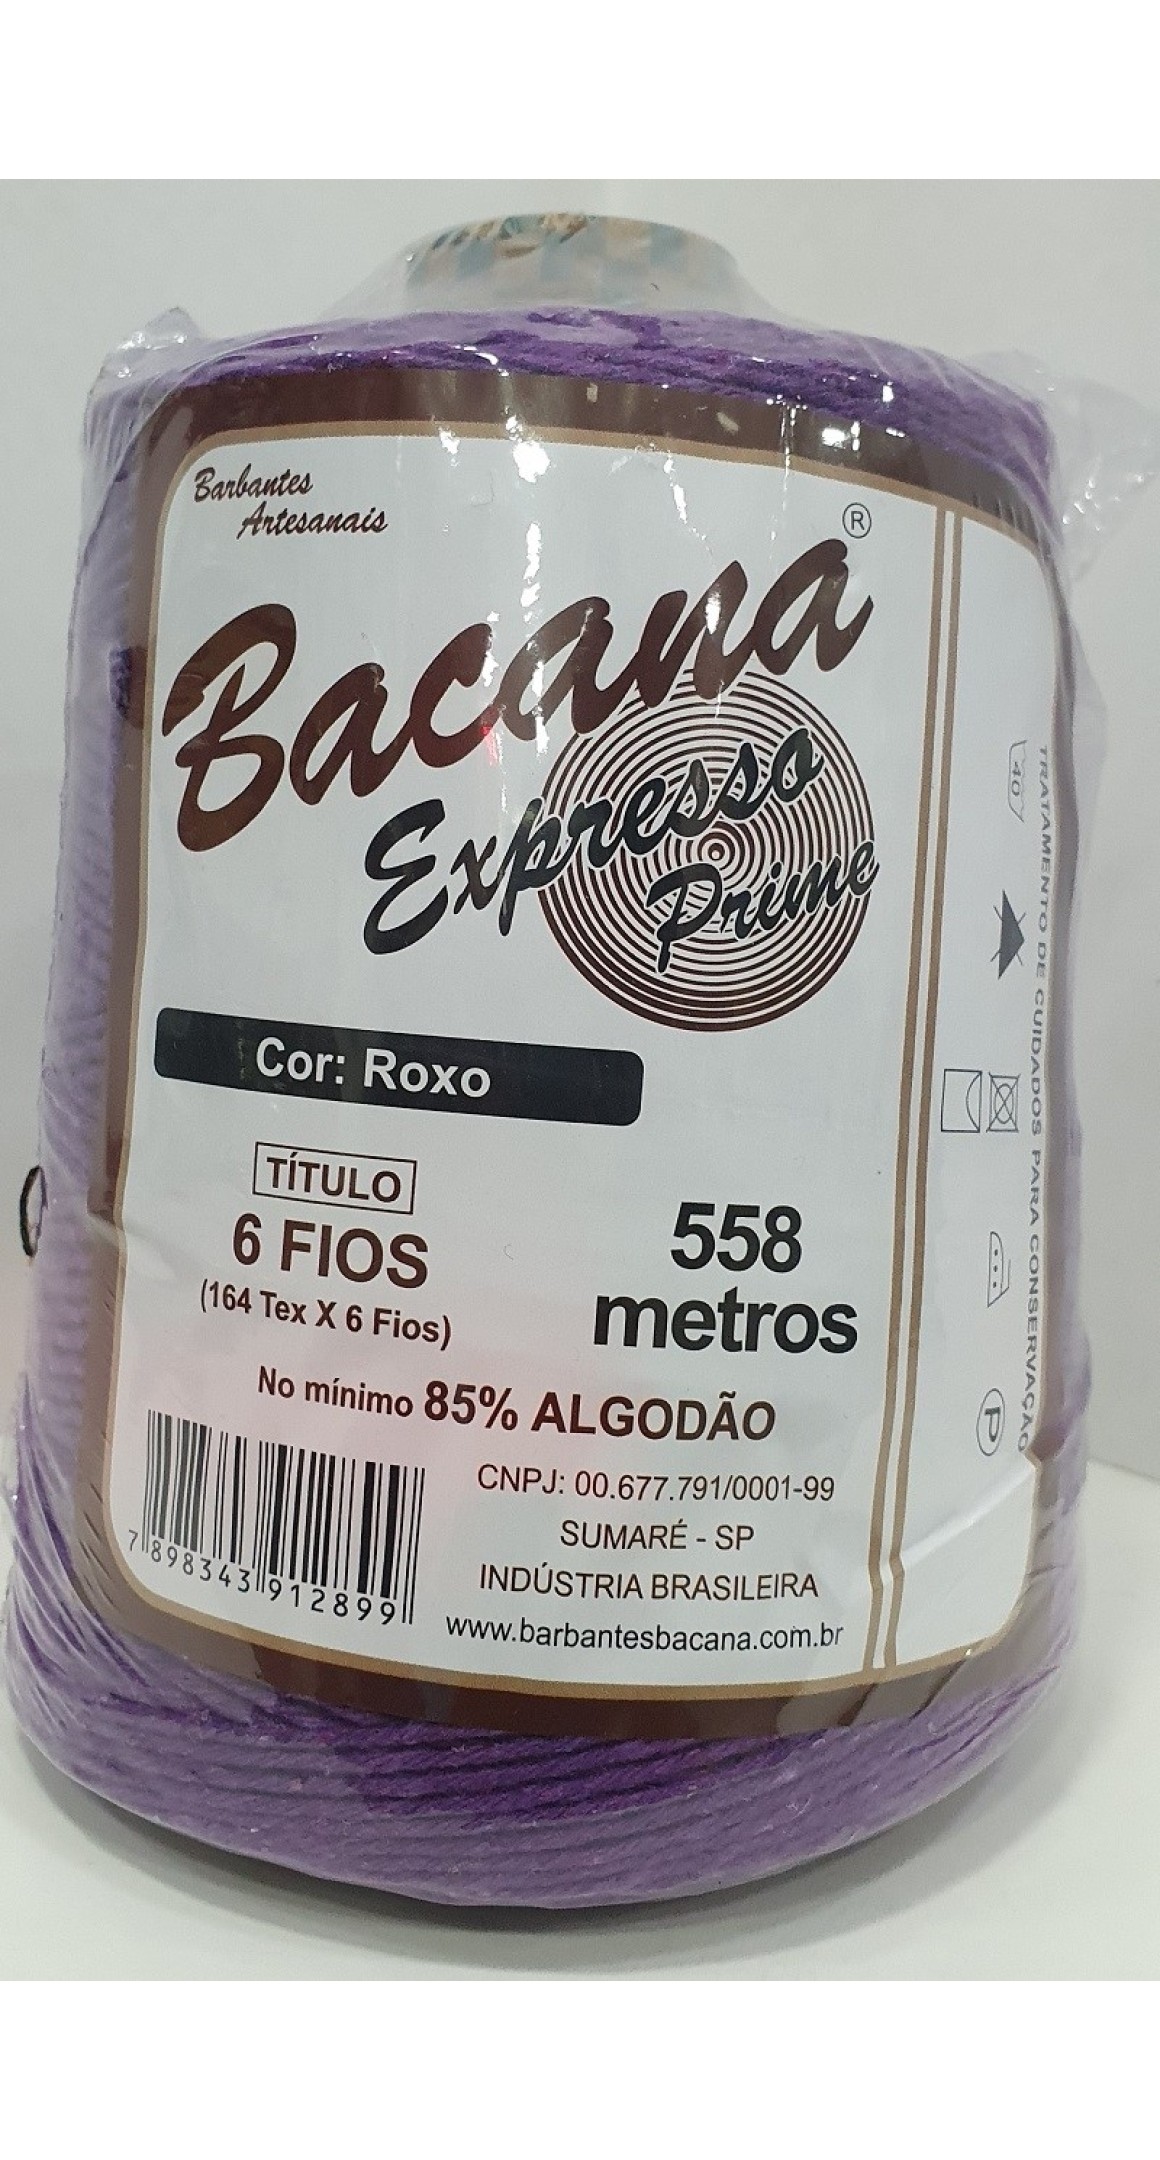 Barbantes
Artesanais
Bacana®
Expresso
Prime
Cor: Roxo
TÍTULO
6 FIOS
(164 Tex X 6 Fios)
558
metros
No mínimo 85% ALGODÃO
7 898343 912899
CNPJ: 00.677.791/0001-99
SUMARÉ - SP
INDÚSTRIA BRASILEIRA
www.barbantesbacana.com.br
TRATAMENTO DE CUIDADOS PARA CONSERVAÇÃO
40
P